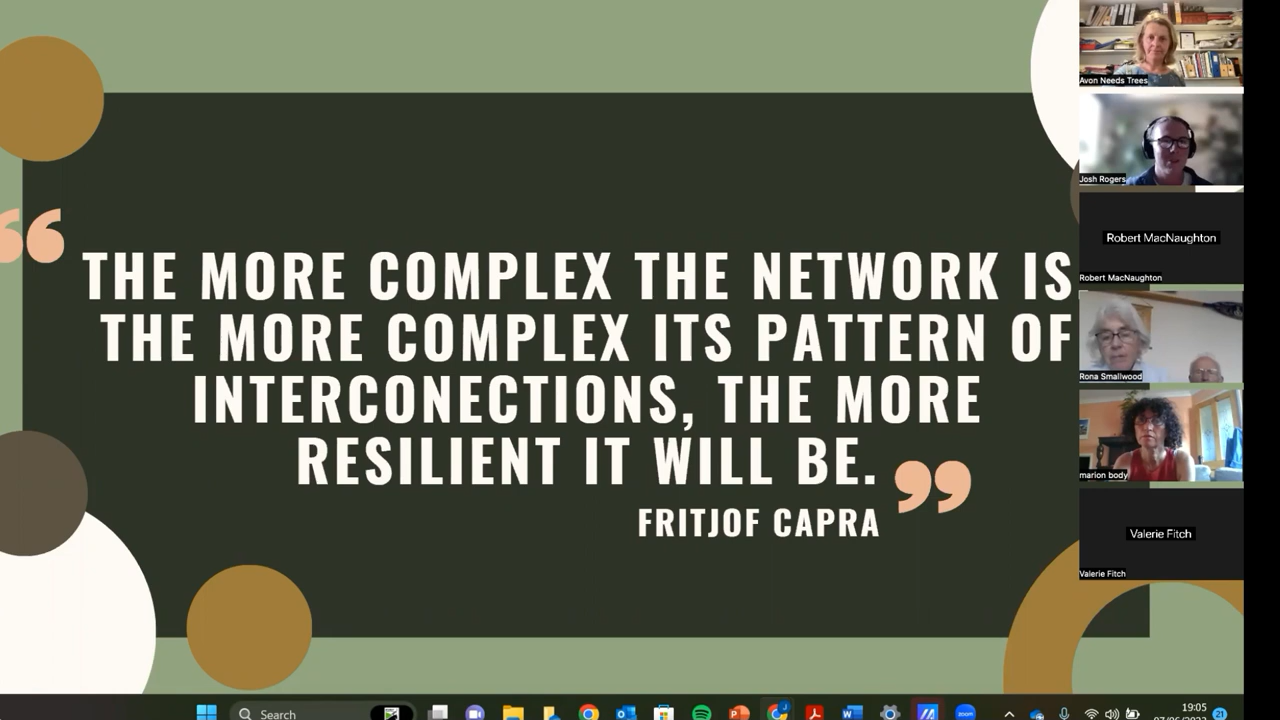 “ THE MORE COMPLEX THE NETWORK IS
THE MORE COMPLEX ITS PATTERN OF
INTERCONECTIONS, THE MORE
RESILIENT IT WILL BE. ”
FRITJOF CAPRA
Avon Needs Trees
Josh Rogers
Robert MacNaughton
Robert MacNaughton
Rona Smallwood
marion body
Valerie Fitch
Valerie Fitch
Search
zoom
19:05
21